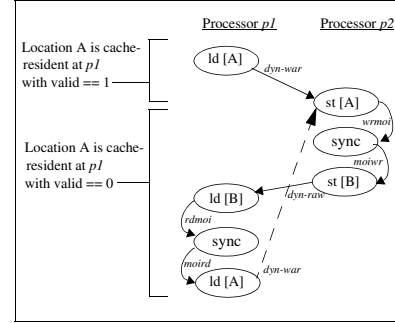 Processor p1 Processor p2
Location A is cache-
resident at p1
with valid == 1
ld [A]
dyn-war
st [A]
wrmoi
Location A is cache-
resident at p1
with valid == 0
sync
moiwr
st [B]
dyn-raw
ld [B]
rdmoi
sync
moird
ld [A]
dyn-war